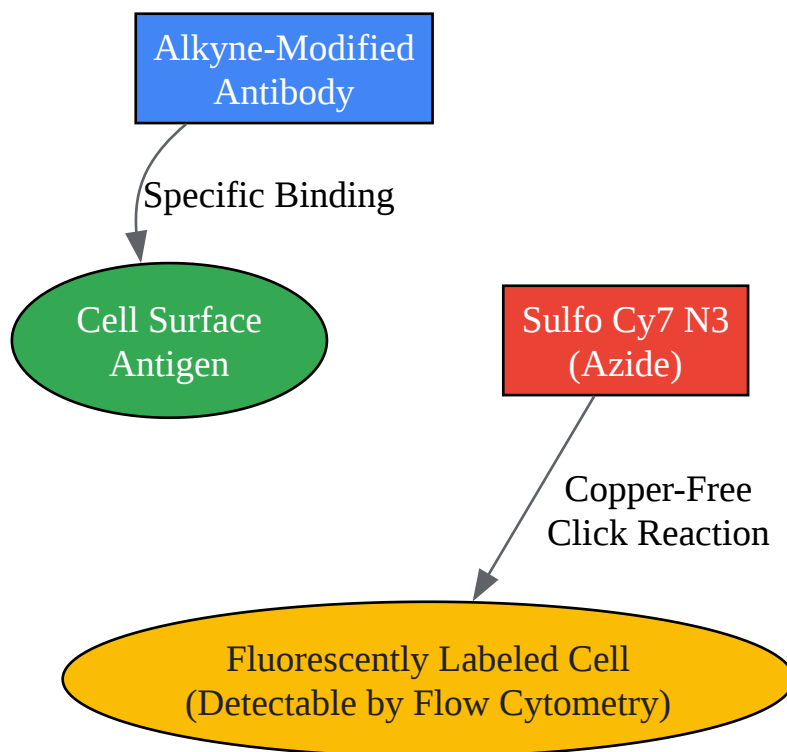 Alkyne-Modified
Antibody
Specific Binding
Cell Surface
Antigen
Sulfo Cy7 N3
(Azide)
Copper-Free
Click Reaction
Fluorescently Labeled Cell
(Detectable by Flow Cytometry)